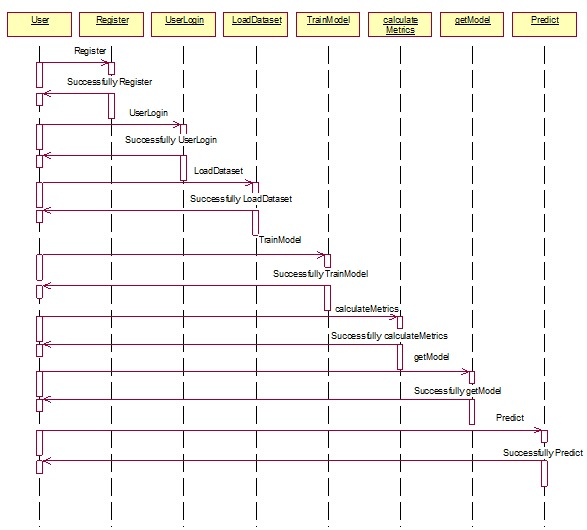 User
Register
UserLogin
LoadDataset
TrainModel
calculate
Metrics
getModel
Predict
Register
Successfully Register
UserLogin
Successfully UserLogin
LoadDataset
Successfully LoadDataset
TrainModel
Successfully TrainModel
calculateMetrics
Successfully calculateMetrics
getModel
Successfully getModel
Predict
Successfully Predict